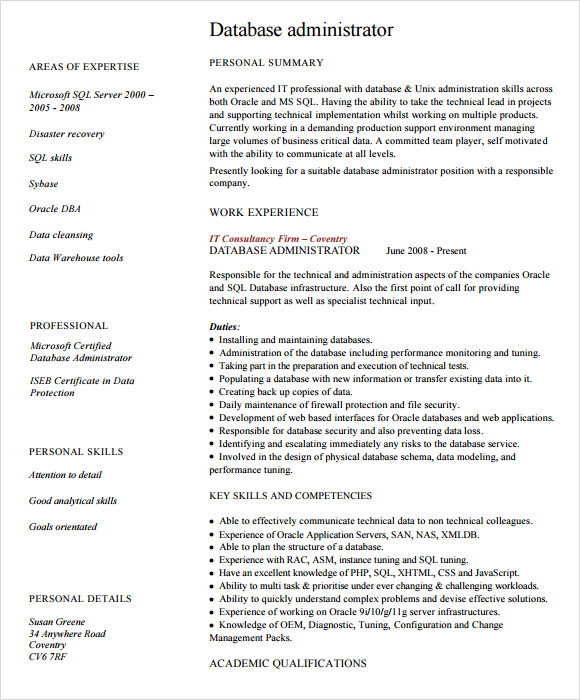 Database administrator
AREAS OF EXPERTISE
Microsoft SQL Server 2000 –
2005 - 2008
Disaster recovery
SQL skills
Sybase
Oracle DBA
Data cleansing
Data Warehouse tools
PROFESSIONAL
Microsoft Certified
Database Administrator
ISEB Certificate in Data
Protection
PERSONAL SKILLS
Attention to detail
Good analytical skills
Goals orientated
PERSONAL DETAILS
Susan Greene
34 Anywhere Road
Coventry
CV6 7RF
PERSONAL SUMMARY
An experienced IT professional with database & Unix administration skills across
both Oracle and MS SQL. Having the ability to take the technical lead in projects
and supporting technical implementation whilst working on multiple products.
Currently working in a demanding production support environment managing
large volumes of business critical data. A committed team player, self motivated
with the ability to communicate at all levels.
Presently looking for a suitable database administrator position with a responsible
company.
WORK EXPERIENCE
IT Consultancy Firm – Coventry
DATABASE ADMINISTRATOR June 2008 - Present
Responsible for the technical and administration aspects of the companies Oracle
and SQL Database infrastructure. Also the first point of call for providing
technical support as well as specialist technical input.
Duties:
• Installing and maintaining databases.
• Administration of the database including performance monitoring and tuning.
• Taking part in the preparation and execution of technical tests.
• Populating a database with new information or transfer existing data into it.
• Creating back up copies of data.
• Daily maintenance of firewall protection and file security.
• Development of web based interfaces for Oracle databases and web applications.
• Responsible for database security and also preventing data loss.
• Identifying and escalating immediately any risks to the database service.
• Involved in the design of physical database schema, data modeling, and
performance tuning.
KEY SKILLS AND COMPETENCIES
• Able to effectively communicate technical data to non technical colleagues.
• Experience of Oracle Application Servers, SAN, NAS, XMLDB.
• Able to plan the structure of a database.
• Experience with RAC, ASM, instance tuning and SQL tuning.
• Have an excellent knowledge of PHP, SQL, XHTML, CSS and JavaScript.
• Ability to multi task & prioritise under ever changing & challenging workloads.
• Ability to quickly understand complex problems and devise effective solutions.
• Experience of working on Oracle 9i/10g/11g server infrastructures.
• Knowledge of OEM, Diagnostic, Tuning, Configuration and Change
Management Packs.
ACADEMIC QUALIFICATIONS